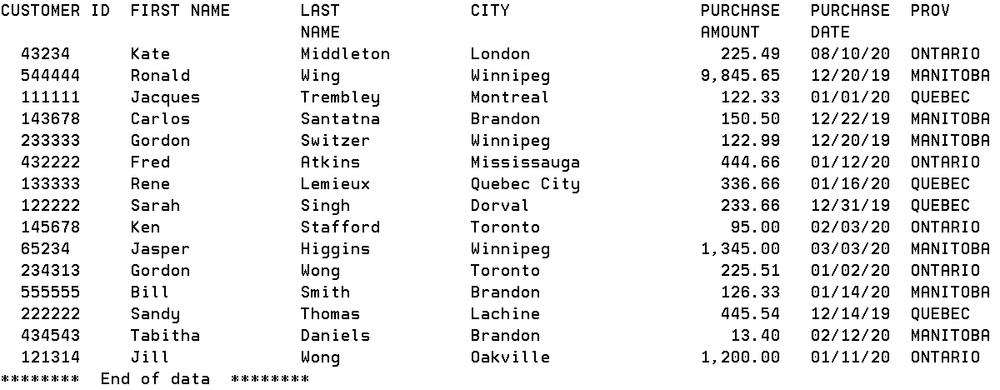 CUSTOMER ID  FIRST NAME       LAST             CITY                   PURCHASE   PURCHASE  PROV
                              NAME                                    AMOUNT     DATE
  43234      Kate             Middleton        London                   225.49   08/10/20  ONTARIO
  544444     Ronald           Wing             Winnipeg               9,845.65   12/20/19  MANITOBA
  111111     Jacques          Trembley         Montreal                 122.33   01/01/20  QUEBEC
  143678     Carlos           Santatna         Brandon                  150.50   12/22/19  MANITOBA
  233333     Gordon           Switzer          Winnipeg                 122.99   12/20/19  MANITOBA
  432222     Fred             Atkins           Mississauga              444.66   01/12/20  ONTARIO
  133333     Rene             Lemieux          Quebec City              336.66   01/16/20  QUEBEC
  122222     Sarah            Singh            Dorval                   233.66   12/31/19  QUEBEC
  145678     Ken              Stafford         Toronto                   95.00   02/03/20  ONTARIO
  65234      Jasper           Higgins          Winnipeg               1,345.00   03/03/20  MANITOBA
  234313     Gordon           Wong             Toronto                  225.51   01/02/20  ONTARIO
  555555     Bill             Smith            Brandon                  126.33   01/14/20  MANITOBA
  222222     Sandy            Thomas           Lachine                  445.54   12/14/19  QUEBEC
  434543     Tabitha          Daniels          Brandon                   13.40   02/12/20  MANITOBA
  121314     Jill             Wong             Oakville               1,200.00   01/11/20  ONTARIO
********  End of data  ********